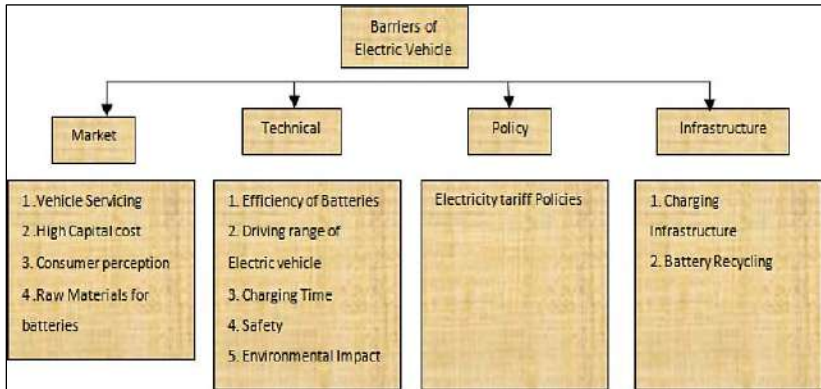 Barriers of
Electric Vehicle
Market
Technical
Policy
Infrastructure
1.Vehicle Servicing
2.High Capital cost
3. Consumer perception
4.Raw Materials for
batteries
1. Efficiency of Batteries
2. Driving range of
Electric vehicle
3. Charging Time
4. Safety
5. Environmental Impact
Electricity tariff Policies
1. Charging
Infrastructure
2. Battery Recycling